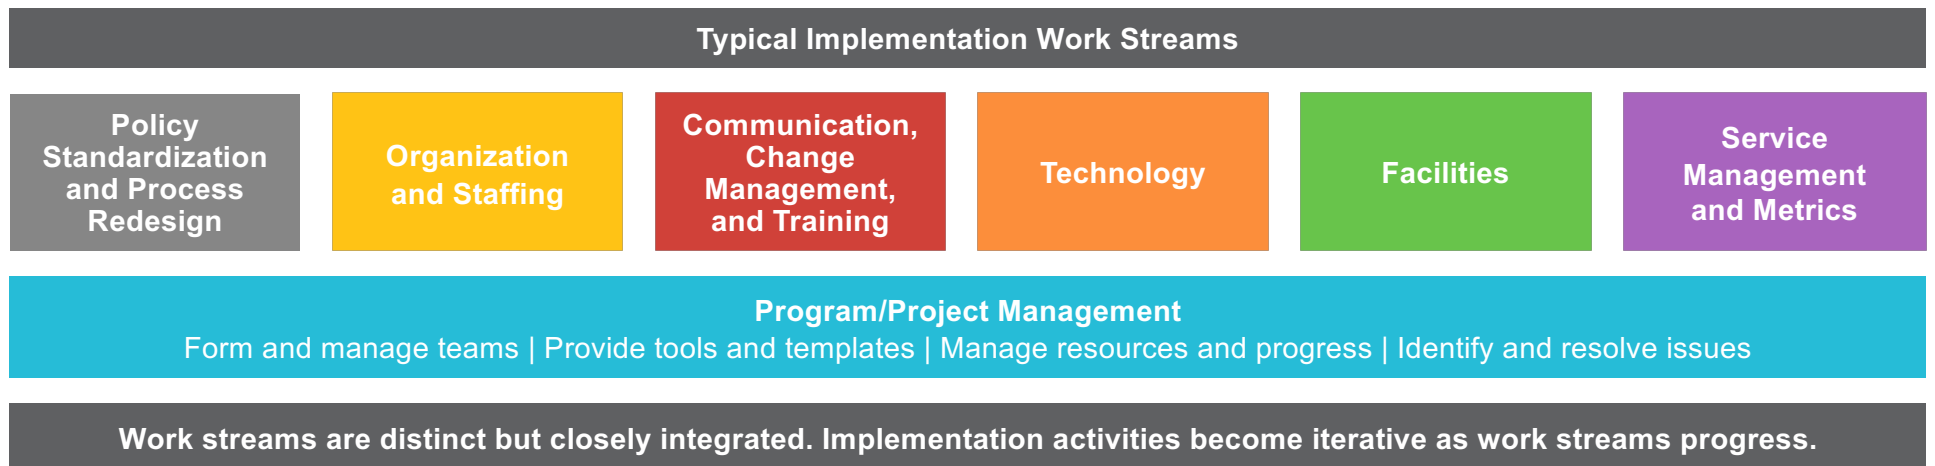 Typical Implementation Work Streams
Policy
Standardization
and Process
Redesign
Organization
and Staffing
Communication,
Change
Management,
and Training
Technology
Facilities
Service
Management
and Metrics
Program/Project Management
Form and manage teams | Provide tools and templates | Manage resources and progress | Identify and resolve issues
Work streams are distinct but closely integrated. Implementation activities become iterative as work streams progress.